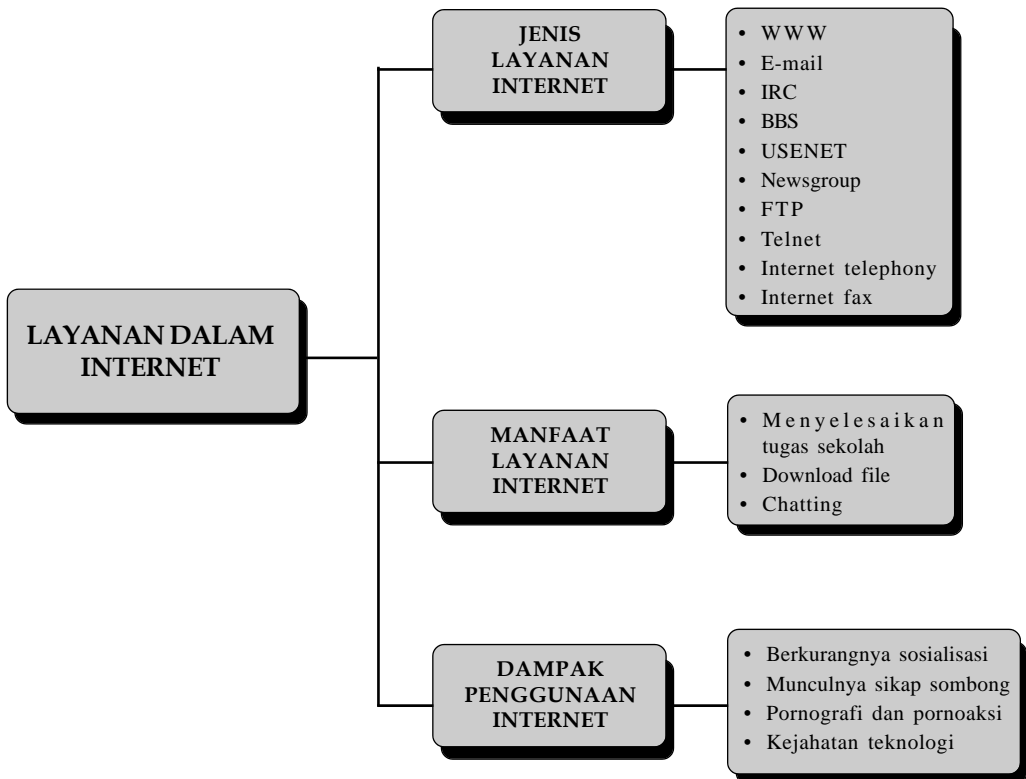 LAYANAN DALAM
INTERNET
JENIS
LAYANAN
INTERNET
• WWW
• E-mail
• IRC
• BBS
• USENET
• Newsgroup
• FTP
• Telnet
• Internet telephony
• Internet fax
MANFAAT
LAYANAN
INTERNET
• Menyelesaikan
tugas sekolah
• Download file
• Chatting
DAMPAK
PENGGUNAAN
INTERNET
• Berkurangnya sosialisasi
• Munculnya sikap sombong
• Pornografi dan pornoaksi
• Kejahatan teknologi